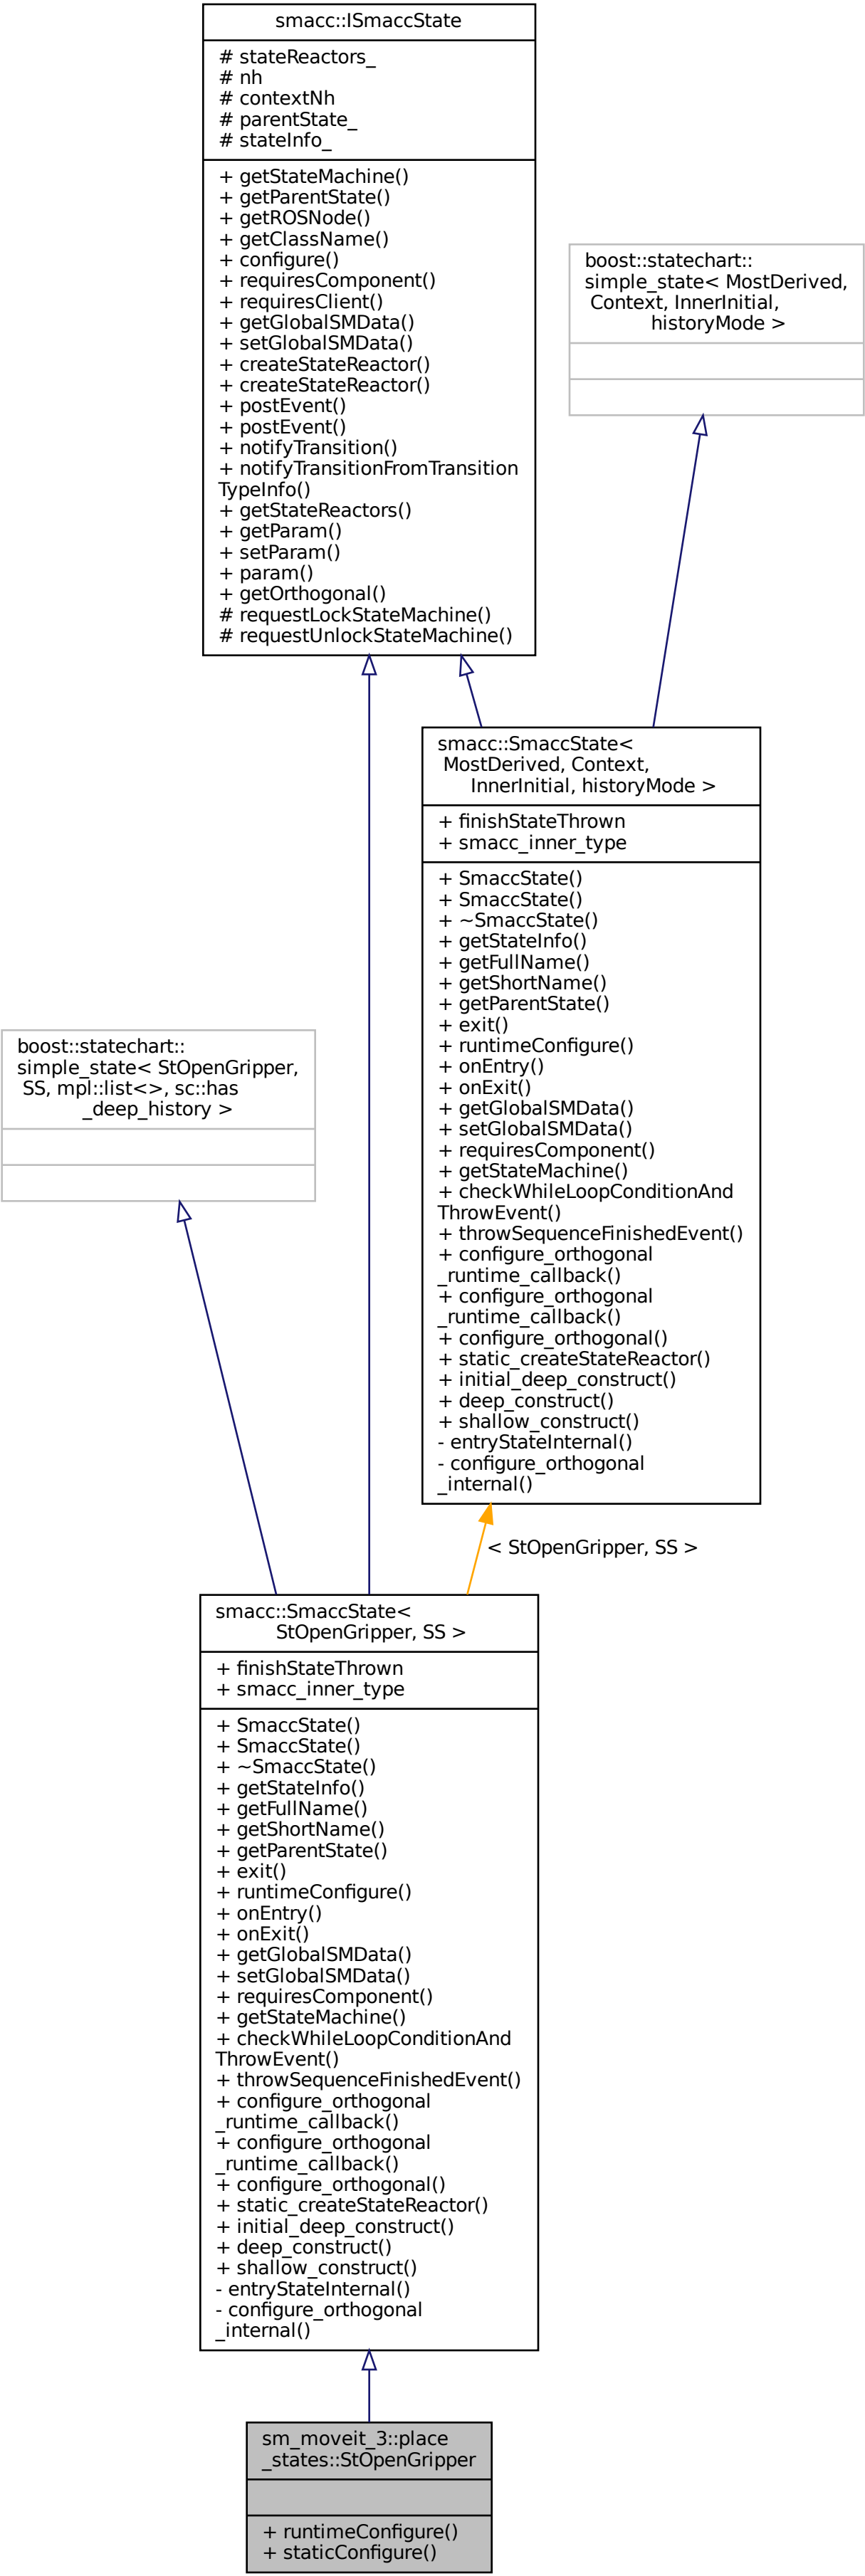 smacc::ISmaccState
# stateReactors_
# nh
# contextNh
# parentState_
# stateInfo_
+ getStateMachine()
+ getParentState()
+ getROSNode()
+ getClassName()
+ configure()
+ requiresComponent()
+ requiresClient()
+ getGlobalSMData()
+ setGlobalSMData()
+ createStateReactor()
+ createStateReactor()
+ postEvent()
+ postEvent()
+ notifyTransition()
+ notifyTransitionFromTransition
TypeInfo()
+ getStateReactors()
+ getParam()
+ setParam()
+ param()
+ getOrthogonal()
# requestLockStateMachine()
# requestUnlockStateMachine()
boost::statechart::
simple_state< MostDerived,
Context, InnerInitial,
historyMode >
smacc::SmaccState<
MostDerived, Context,
InnerInitial, historyMode >
+ finishStateThrown
+ smacc_inner_type
+ SmaccState()
+ SmaccState()
+ ~SmaccState()
+ getStateInfo()
+ getFullName()
+ getShortName()
+ getParentState()
+ exit()
+ runtimeConfigure()
+ onEntry()
+ onExit()
+ getGlobalSMData()
+ setGlobalSMData()
+ requiresComponent()
+ getStateMachine()
+ checkWhileLoopConditionAnd
ThrowEvent()
+ throwSequenceFinishedEvent()
+ configure_orthogonal
_runtime_callback()
+ configure_orthogonal
_runtime_callback()
+ configure_orthogonal()
+ static_createStateReactor()
+ initial_deep_construct()
+ deep_construct()
+ shallow_construct()
- entryStateInternal()
- configure_orthogonal
_internal()
boost::statechart::
simple_state< StOpenGripper,
SS, mpl::list<>, sc::has
_deep_history >
< StOpenGripper, SS >
smacc::SmaccState<
StOpenGripper, SS >
+ finishStateThrown
+ smacc_inner_type
+ SmaccState()
+ SmaccState()
+ ~SmaccState()
+ getStateInfo()
+ getFullName()
+ getShortName()
+ getParentState()
+ exit()
+ runtimeConfigure()
+ onEntry()
+ onExit()
+ getGlobalSMData()
+ setGlobalSMData()
+ requiresComponent()
+ getStateMachine()
+ checkWhileLoopConditionAnd
ThrowEvent()
+ throwSequenceFinishedEvent()
+ configure_orthogonal
_runtime_callback()
+ configure_orthogonal
_runtime_callback()
+ configure_orthogonal()
+ static_createStateReactor()
+ initial_deep_construct()
+ deep_construct()
+ shallow_construct()
- entryStateInternal()
- configure_orthogonal
_internal()
sm_moveit_3::place
_states::StOpenGripper
+ runtimeConfigure()
+ staticConfigure()